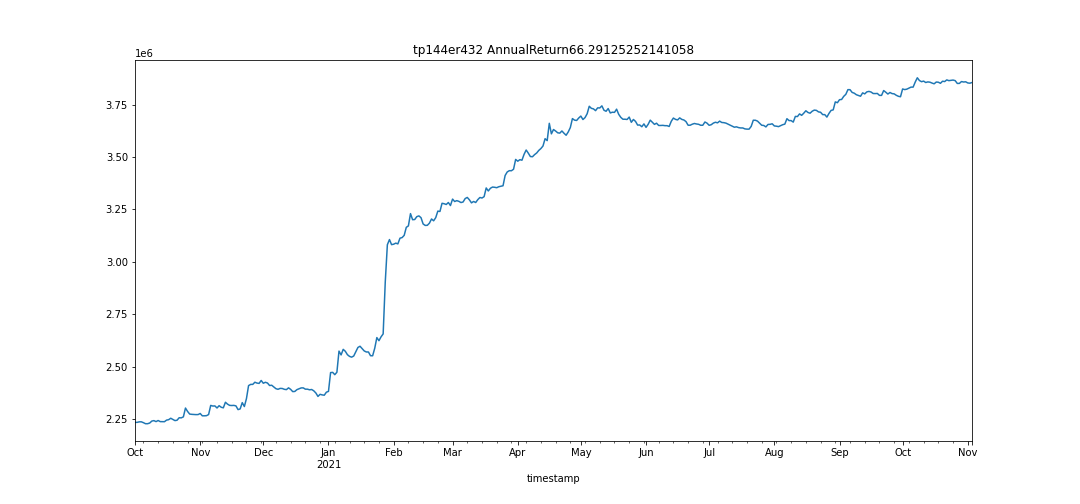 tp144er432 AnnualReturn66.29125252141058
1e6
3.75
3.50
3.25
3.00
2.75
2.50
2.25
Oct Nov Dec Jan Feb Mar Apr May Jun Jul Aug Sep Oct Nov
2021
timestamp